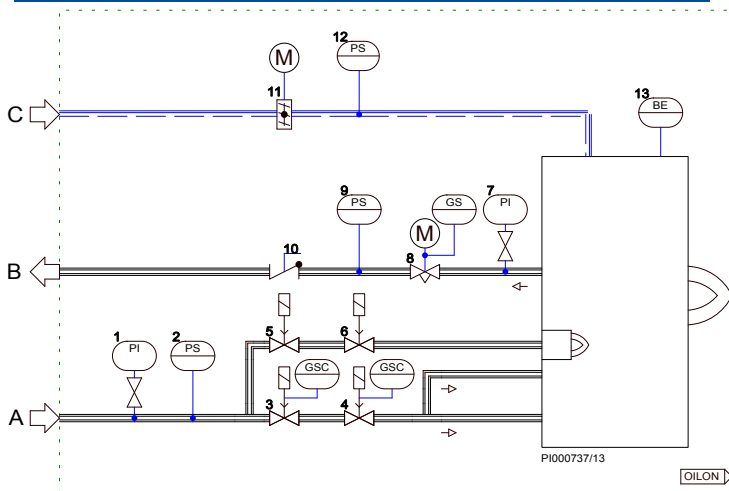 12 PS
M
11
13 BE
C
9 PS
GS
7 PI
M
10
8
B
1 PI
2 PS
5
6
GSC
GSC
3
4
A
PI000737/13
OILON